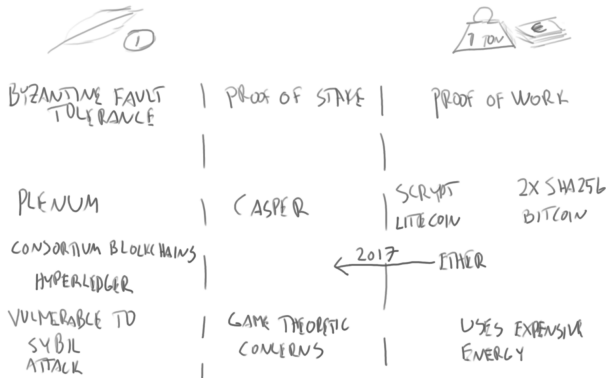 1
1 TON
€
BYZANTINE FAULT
TOLERANCE
PROOF OF STAKE
PROOF OF WORK
PLENUM
CASPER
SCRYPT
LITECOIN
2X SHA256
BITCOIN
CONSORTIUM BLOCKCHAINS
HYPERLEDGER
2017
ETHER
VULNERABLE TO
SYBIL
ATTACK
GAME THEORETIC
CONCERNS
USES EXPENSIVE
ENERGY